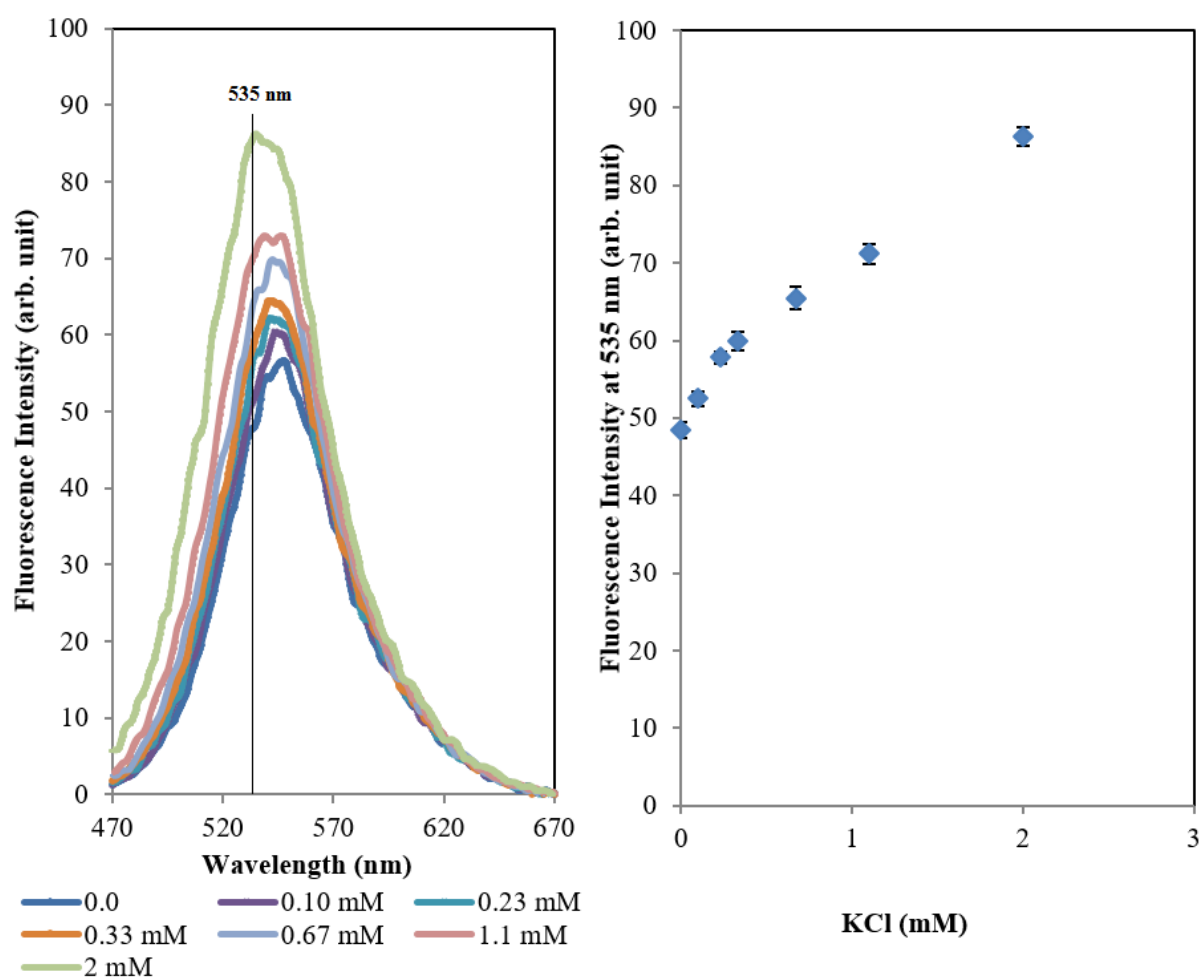 Fluorescence Intensity (arb. unit)
100
90
80
70
60
50
40
30
20
10
0
535 nm
470 520 570 620 670
Wavelength (nm)
0.0 0.10 mM 0.23 mM
0.33 mM 0.67 mM 1.1 mM
2 mM
Fluorescence Intensity at 535 nm (arb. unit)
100
90
80
70
60
50
40
30
20
10
0
0 1 2 3
KCl (mM)